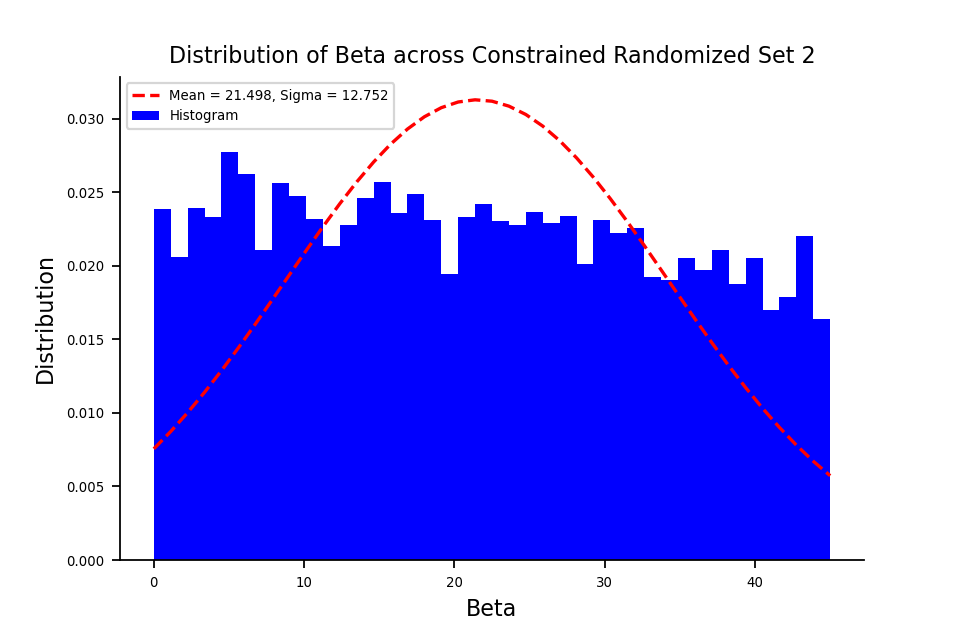 Distribution of Beta across Constrained Randomized Set 2
Mean = 21.498, Sigma = 12.752
Histogram
0.030
0.025
0.020
0.015
0.010
0.005
0.000
Distribution
0 10 20 30 40
Beta